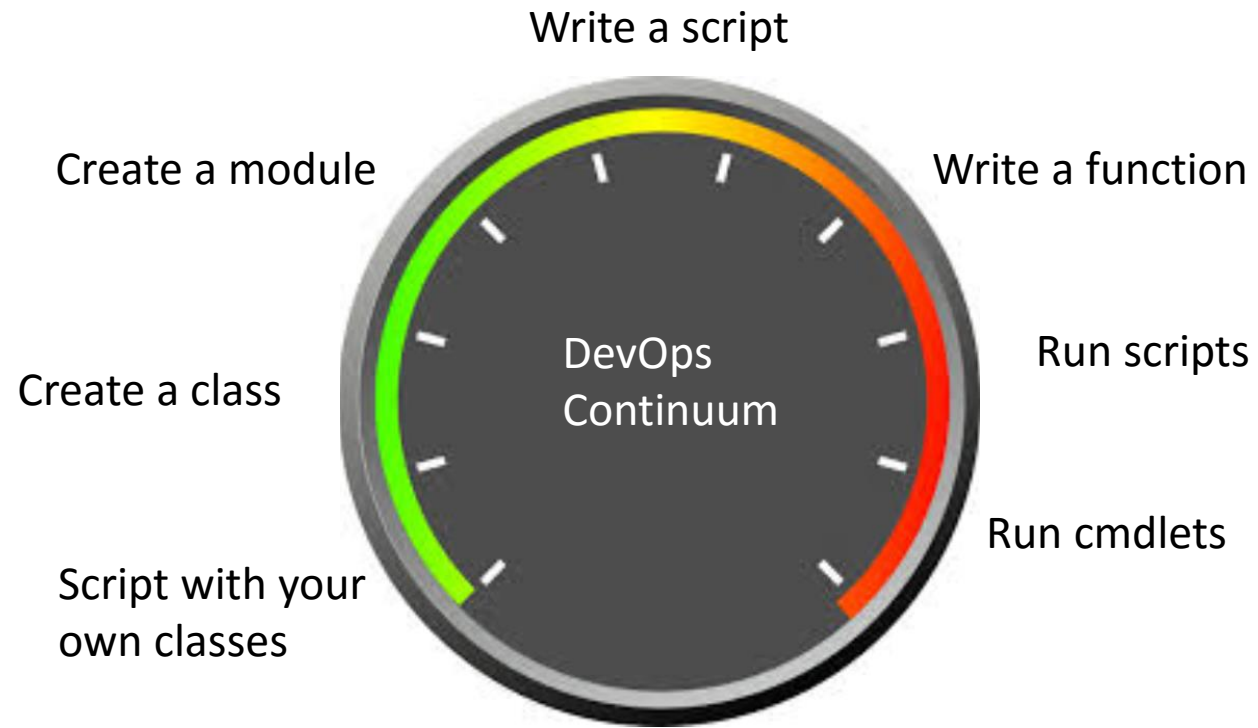 Write a script
Create a module
Write a function
DevOps
Continuum
Run scripts
Create a class
Run cmdlets
Script with your
own classes